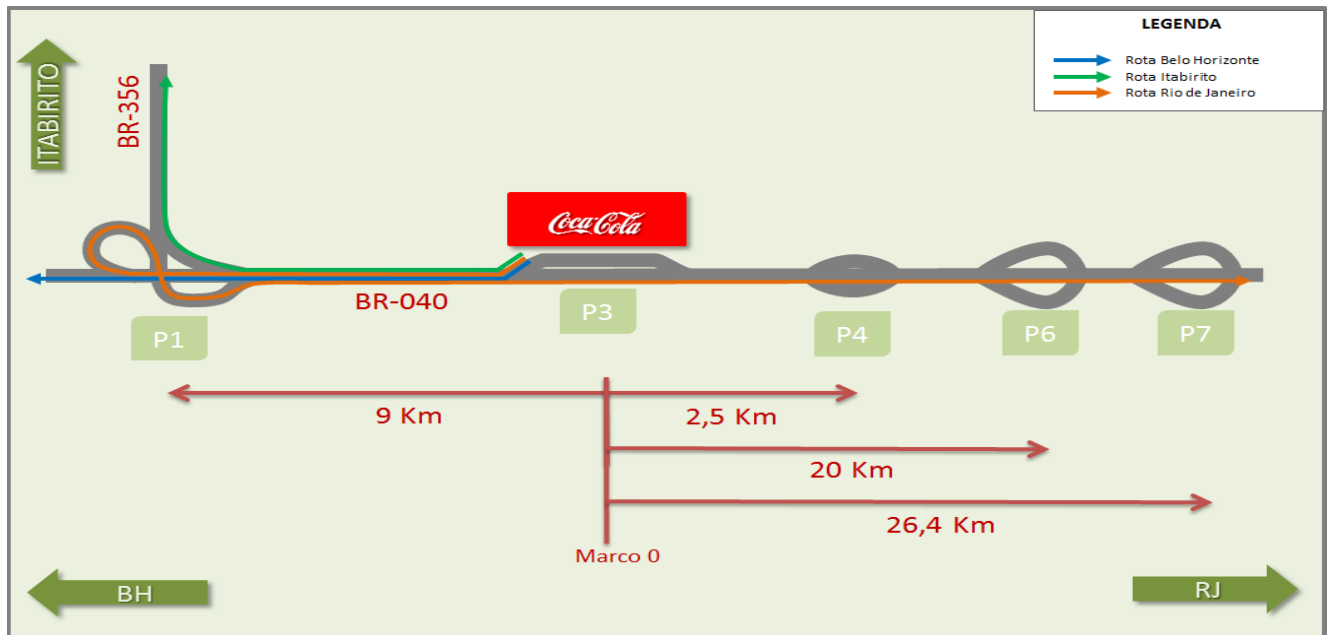 LEGENDA
Rota Belo Horizonte
Rota Itabirito
Rota Rio de Janeiro
ITABIRITO
BR-356
Coca-Cola
BR-040
P1
P3
P4
P6
P7
9 Km
2,5 Km
20 Km
26,4 Km
Marco 0
BH
RJ